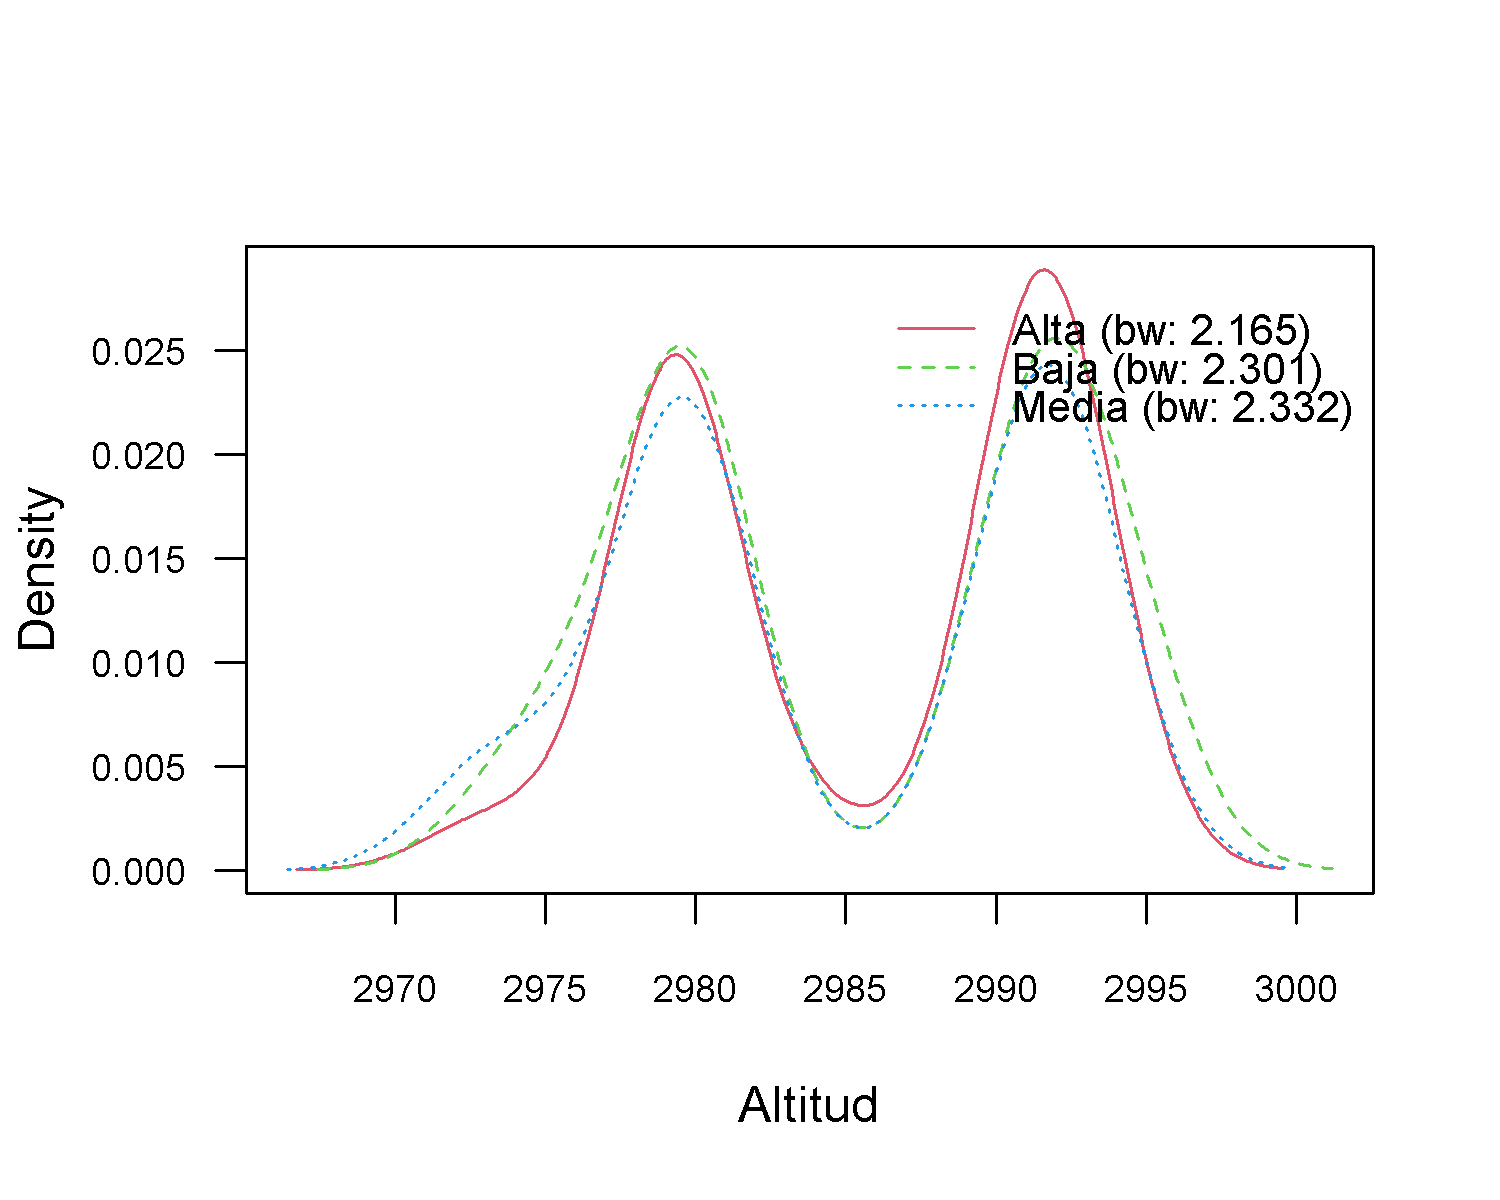 Alta (bw: 2.165)
Baja (bw: 2.301)
Media (bw: 2.332)
0.025
0.020
0.015
0.010
0.005
0.000
Density
2970 2975 2980 2985 2990 2995 3000
Altitud